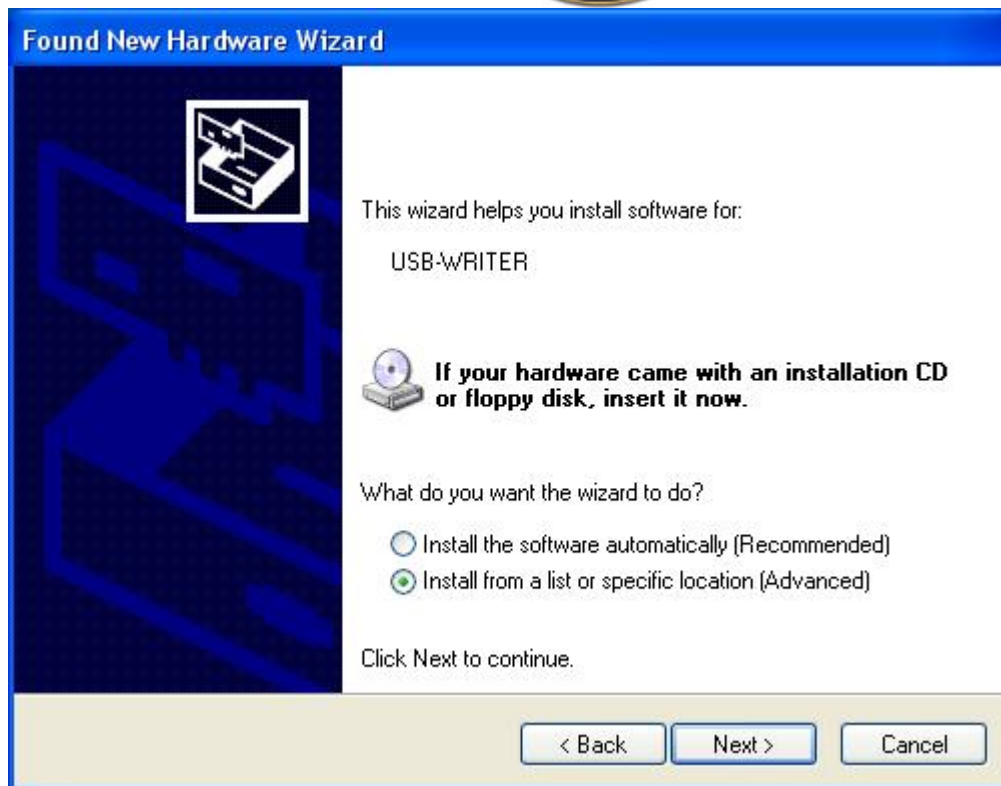 Found New Hardware Wizard
This wizard helps you install software for:
USB-WRITER
If your hardware came with an installation CD
or floppy disk, insert it now.
What do you want the wizard to do?
Install the software automatically (Recommended)
Install from a list or specific location (Advanced)
Click Next to continue.
< Back Next > Cancel